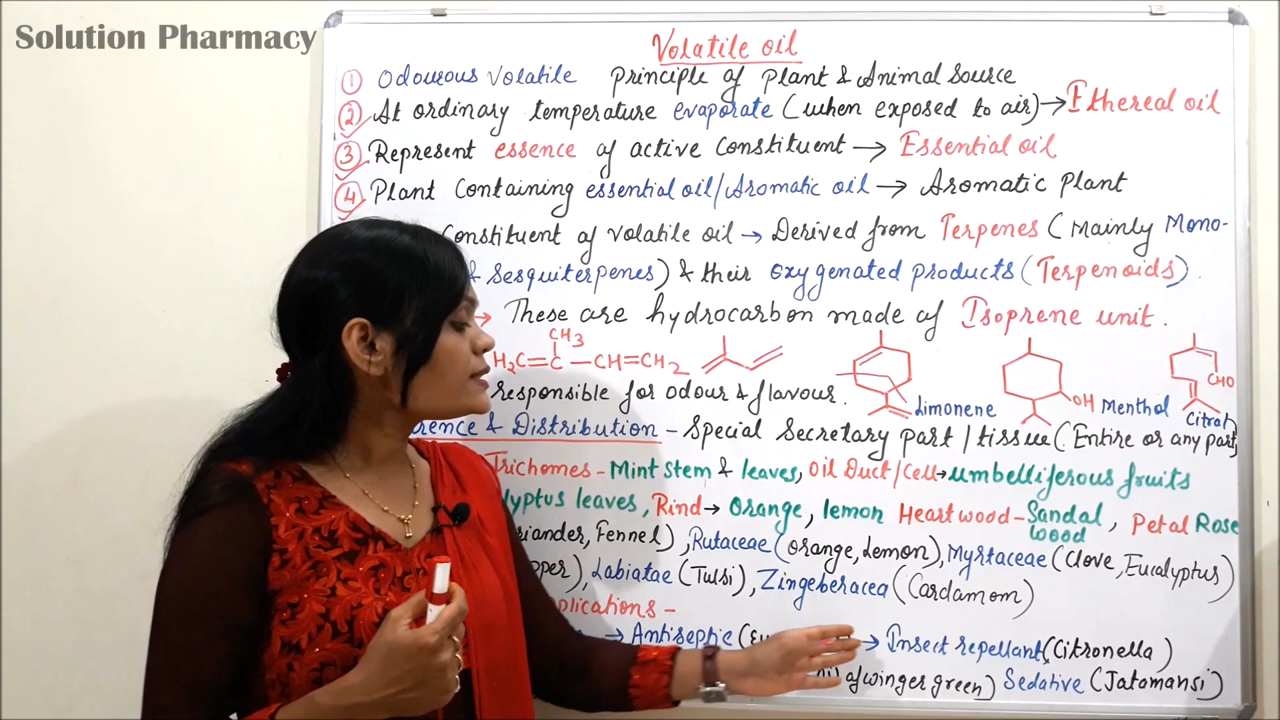 Solution Pharmacy
Volatile oil
① Odourous Volatile principle of plant & Animal Source
② At ordinary temperature evaporate (when exposed to air) → Ethereal oil
③ Represent essence of active constituent → Essential oil
④ Plant Containing essential oil/Aromatic oil → Aromatic plant
Constituent of volatile oil → Derived from Terpenes (Mainly Mono-
& Sesquiterpenes) & their oxygenated products (Terpenoids).
→ These are hydrocarbon made of Isoprene unit.
CH3
H2C=C-CH=CH2
CHO
OH
responsible for odour & flavour.
Limonene
Menthol
Citral
rence & Distribution - Special Secretary part/tissue (Entire or any part)
Trichomes - Mint stem & leaves, Oil Duct/Cell → umbelliferous fruits
lyptus leaves, Rind → Orange, lemon Heartwood - Sandal wood, Petal Rose
riander, Fennel), Rutaceae (orange, Lemon), Myrtaceae (Clove, Eucalyptus)
pper), Labiatae (Tulsi), Zingeberacea (Cardamom)
plications -
→ Antiseptic (Eu → Insect repellant (Citronella)
of winger green) Sedative (Jatamansi)